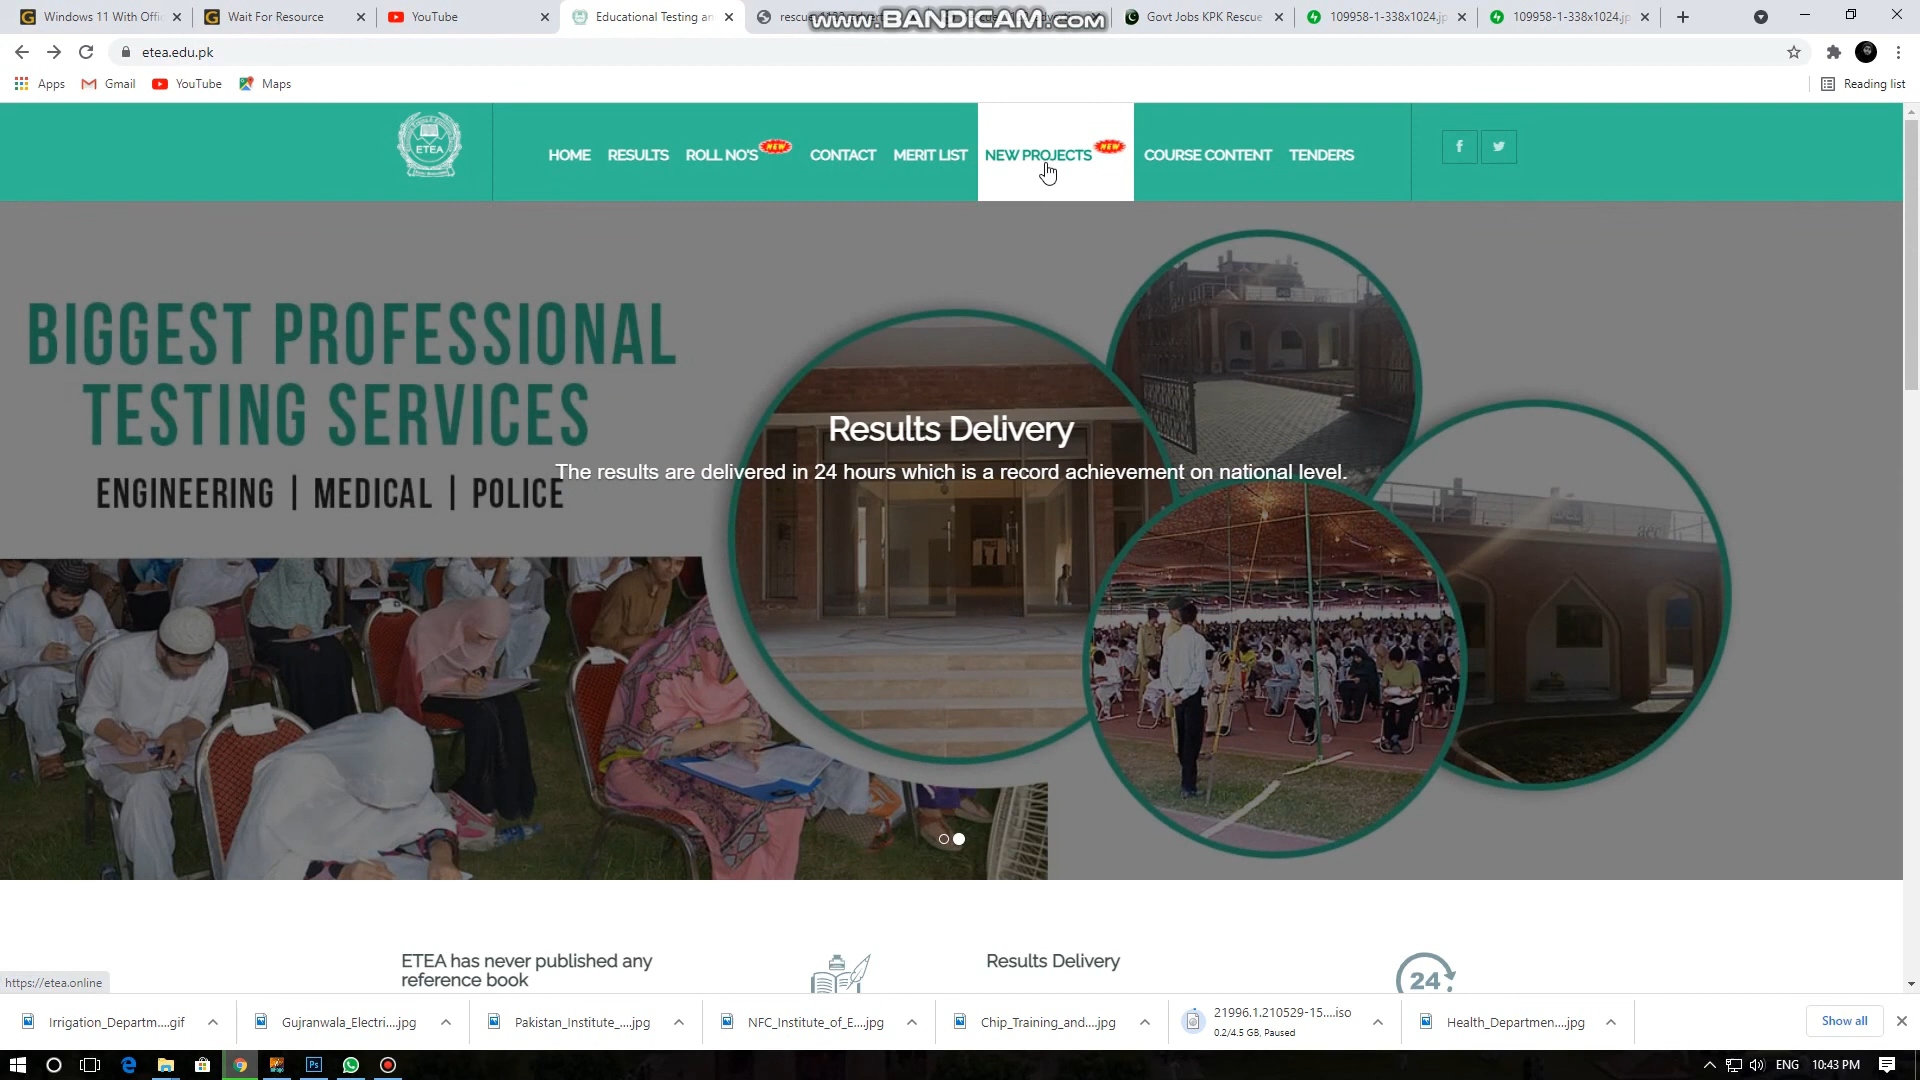 Windows 11 With Offi
Wait For Resource
YouTube
Educational Testing an
rescue
www.BANDICAM.com
Govt Jobs KPK Rescue
109958-1-338x1024.jp
109958-1-338x1024.jp
etea.edu.pk
Apps
Gmail
YouTube
Maps
Reading list
ETEA
HOME
RESULTS
ROLL NO'S
NEW
CONTACT
MERIT LIST
NEW PROJECTS
NEW
COURSE CONTENT
TENDERS
BIGGEST PROFESSIONAL
TESTING SERVICES
ENGINEERING | MEDICAL | POLICE
Results Delivery
The results are delivered in 24 hours which is a record achievement on national level.
ETEA has never published any
reference book
Results Delivery
24
https://etea.online
Irrigation_Departm....gif
Gujranwala_Electri....jpg
Pakistan_Institute_....jpg
NFC_Institute_of_E....jpg
Chip_Training_and....jpg
21996.1.210529-15....iso
0.2/4.5 GB, Paused
Health_Departmen....jpg
Show all
Ps
ENG
10:43 PM